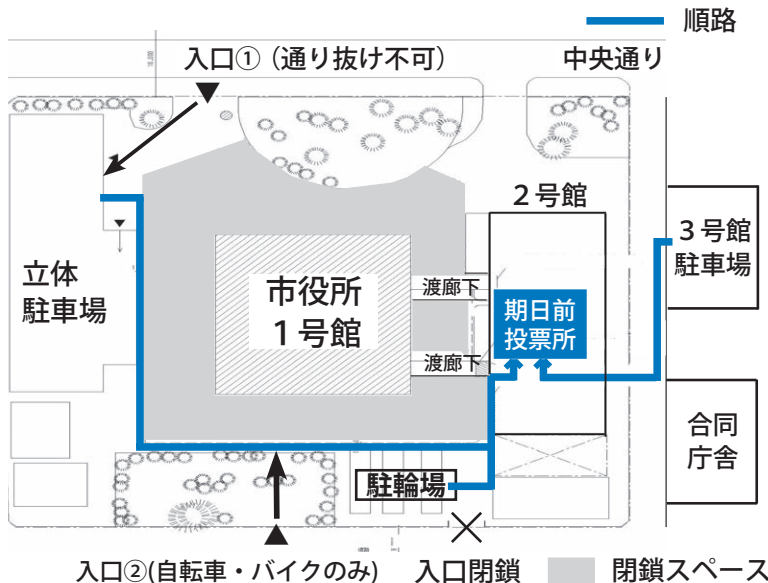 順路
入口①（通り抜け不可）
中央通り
２号館
３号館
駐車場
立体
駐車場
市役所
１号館
渡廊下
期日前
投票所
渡廊下
合同
庁舎
駐輪場
入口②(自転車・バイクのみ)
入口閉鎖
閉鎖スペース